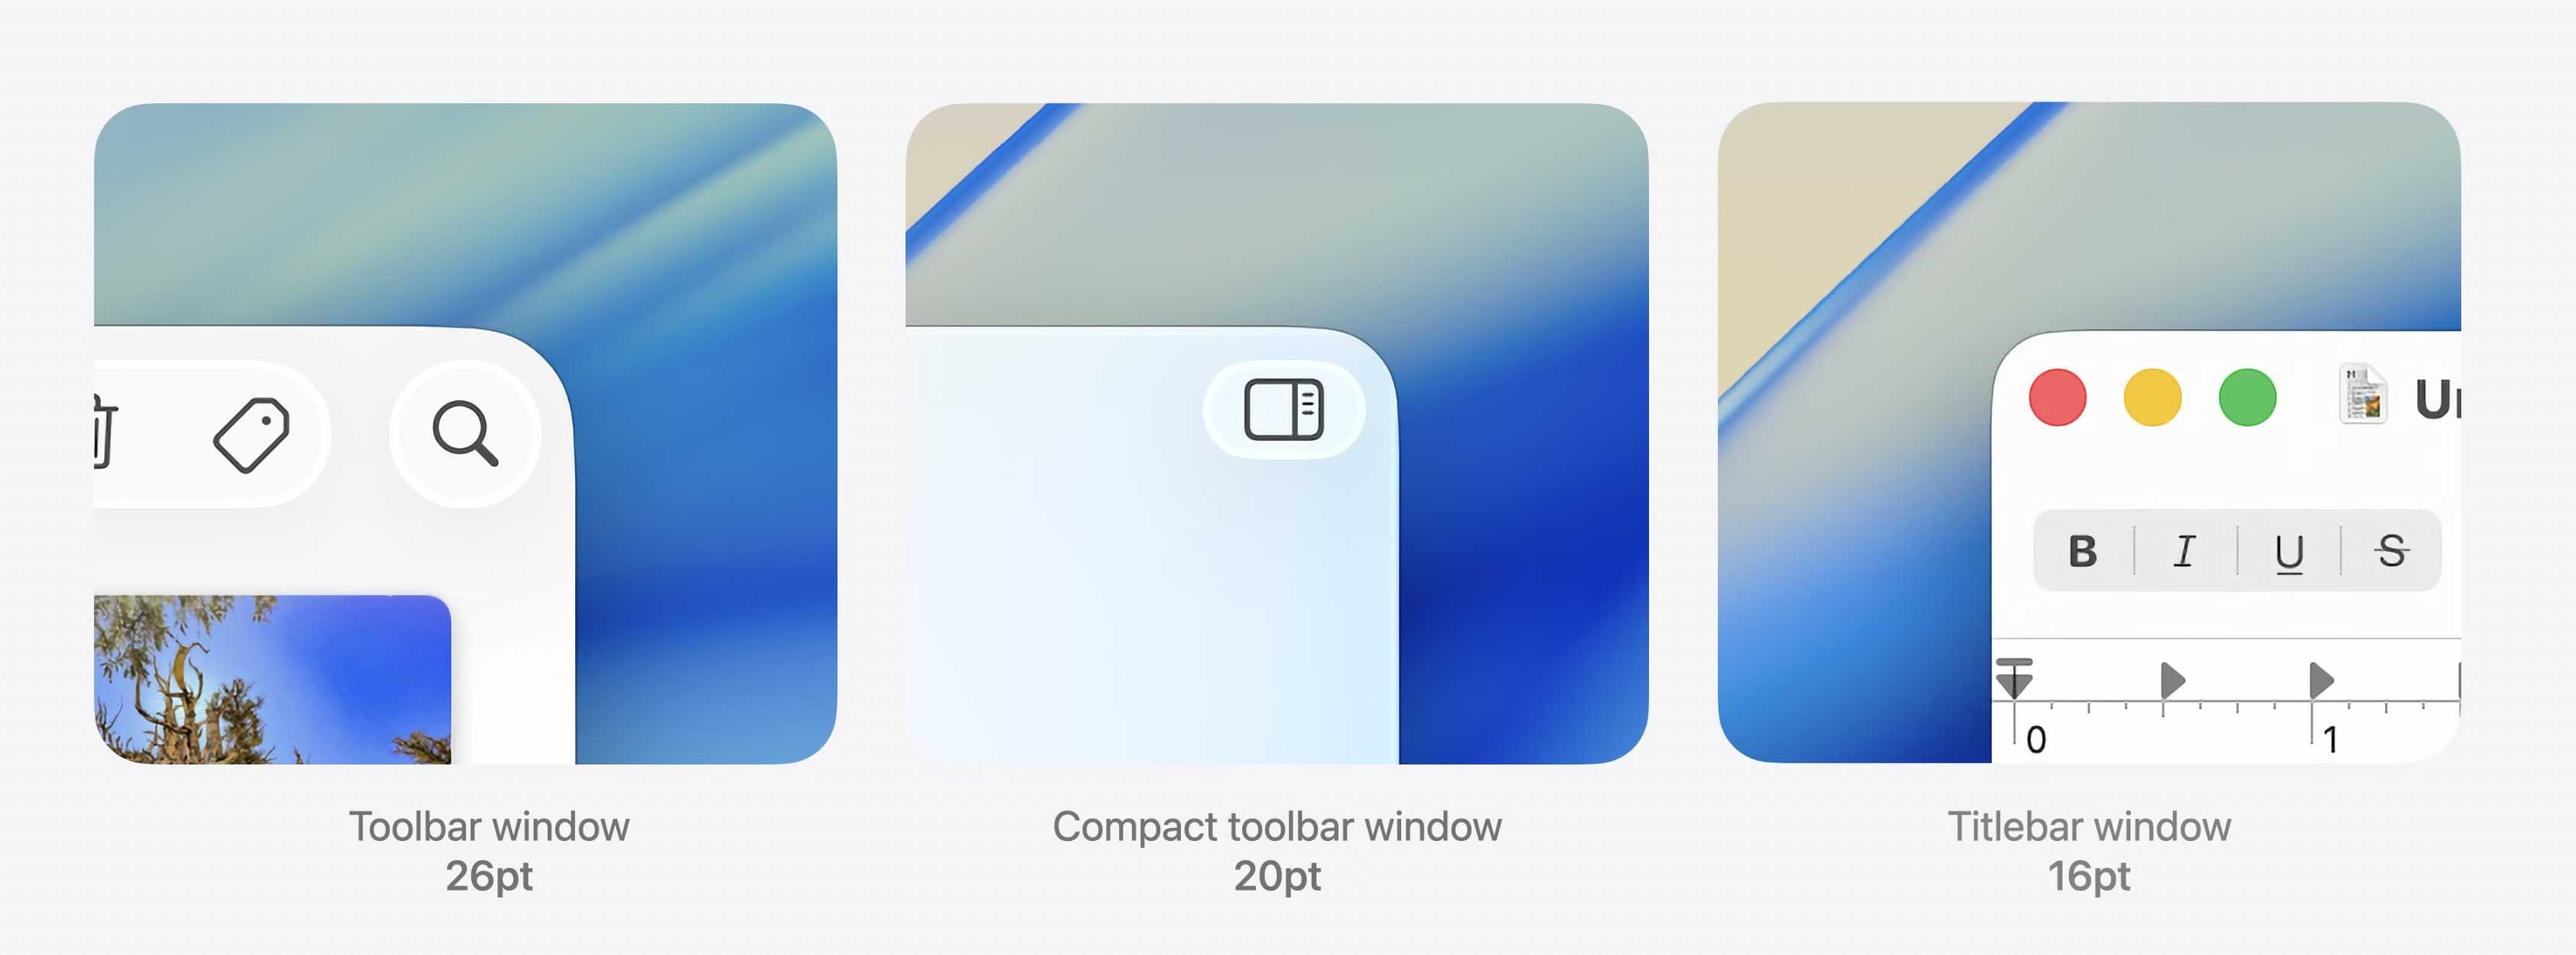 Un
B I U S
0 1
Toolbar window
26pt
Compact toolbar window
20pt
Titlebar window
16pt